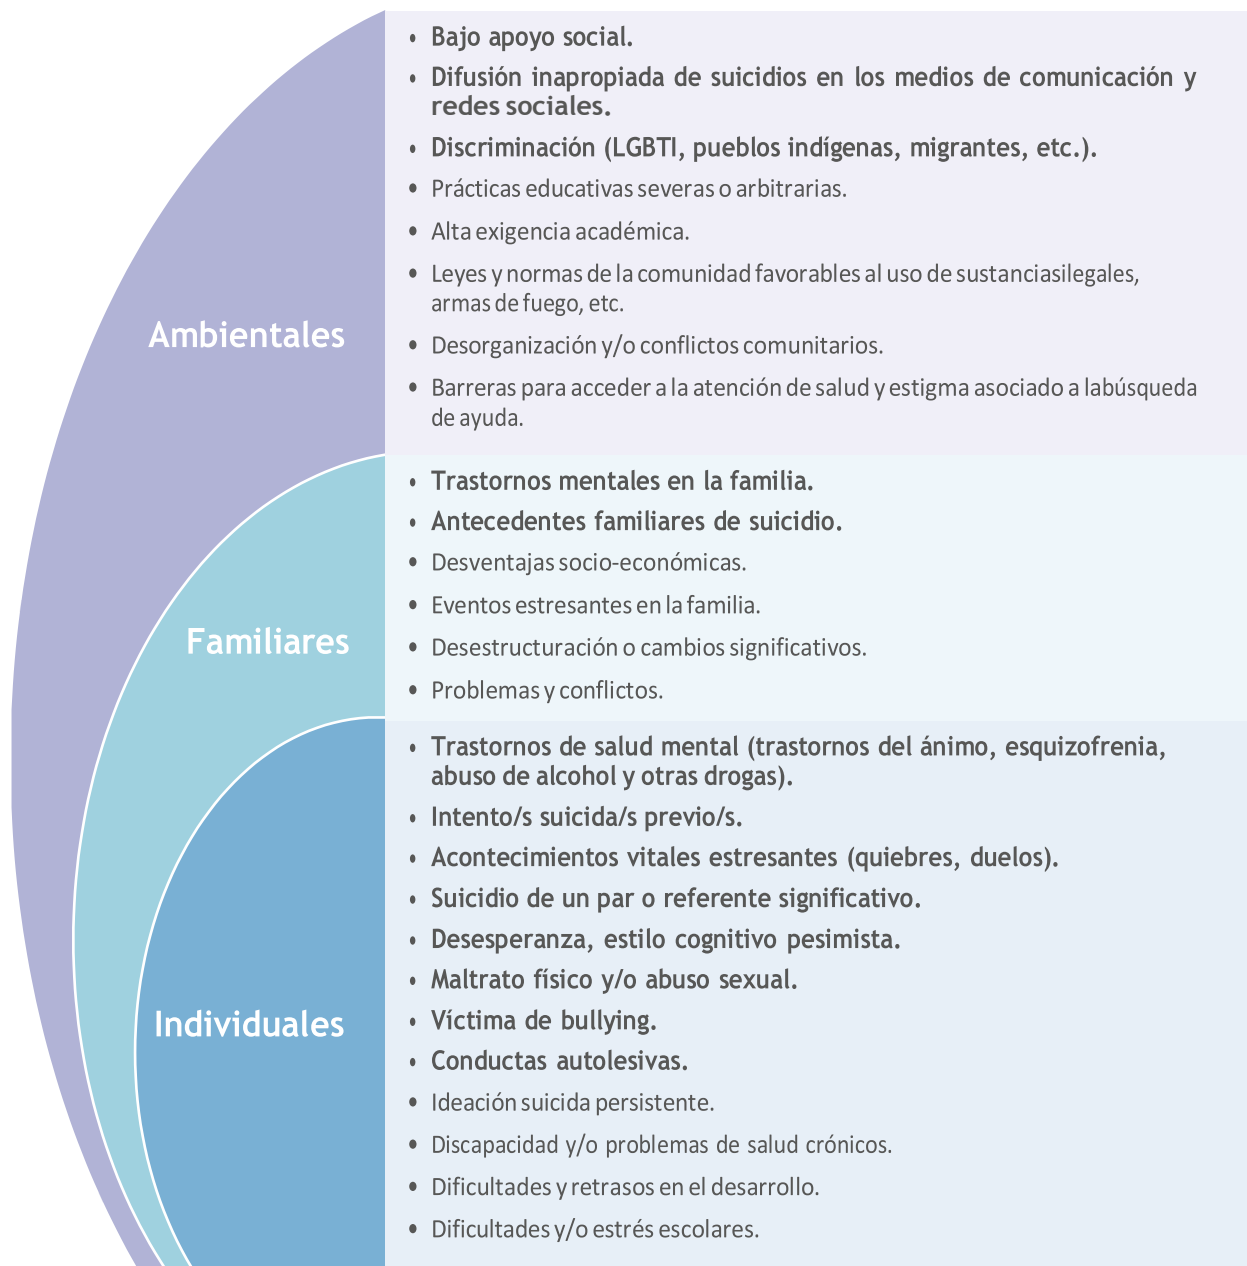 Ambientales
• Bajo apoyo social.
• Difusión inapropiada de suicidios en los medios de comunicación y
redes sociales.
• Discriminación (LGBTI, pueblos indígenas, migrantes, etc.).
• Prácticas educativas severas o arbitrarias.
• Alta exigencia académica.
• Leyes y normas de la comunidad favorables al uso de sustanciasilegales,
armas de fuego, etc.
• Desorganización y/o conflictos comunitarios.
• Barreras para acceder a la atención de salud y estigma asociado a labúsqueda
de ayuda.
Familiares
• Trastornos mentales en la familia.
• Antecedentes familiares de suicidio.
• Desventajas socio-económicas.
• Eventos estresantes en la familia.
• Desestructuración o cambios significativos.
• Problemas y conflictos.
Individuales
• Trastornos de salud mental (trastornos del ánimo, esquizofrenia,
abuso de alcohol y otras drogas).
• Intento/s suicida/s previo/s.
• Acontecimientos vitales estresantes (quiebres, duelos).
• Suicidio de un par o referente significativo.
• Desesperanza, estilo cognitivo pesimista.
• Maltrato físico y/o abuso sexual.
• Víctima de bullying.
• Conductas autolesivas.
• Ideación suicida persistente.
• Discapacidad y/o problemas de salud crónicos.
• Dificultades y retrasos en el desarrollo.
• Dificultades y/o estrés escolares.